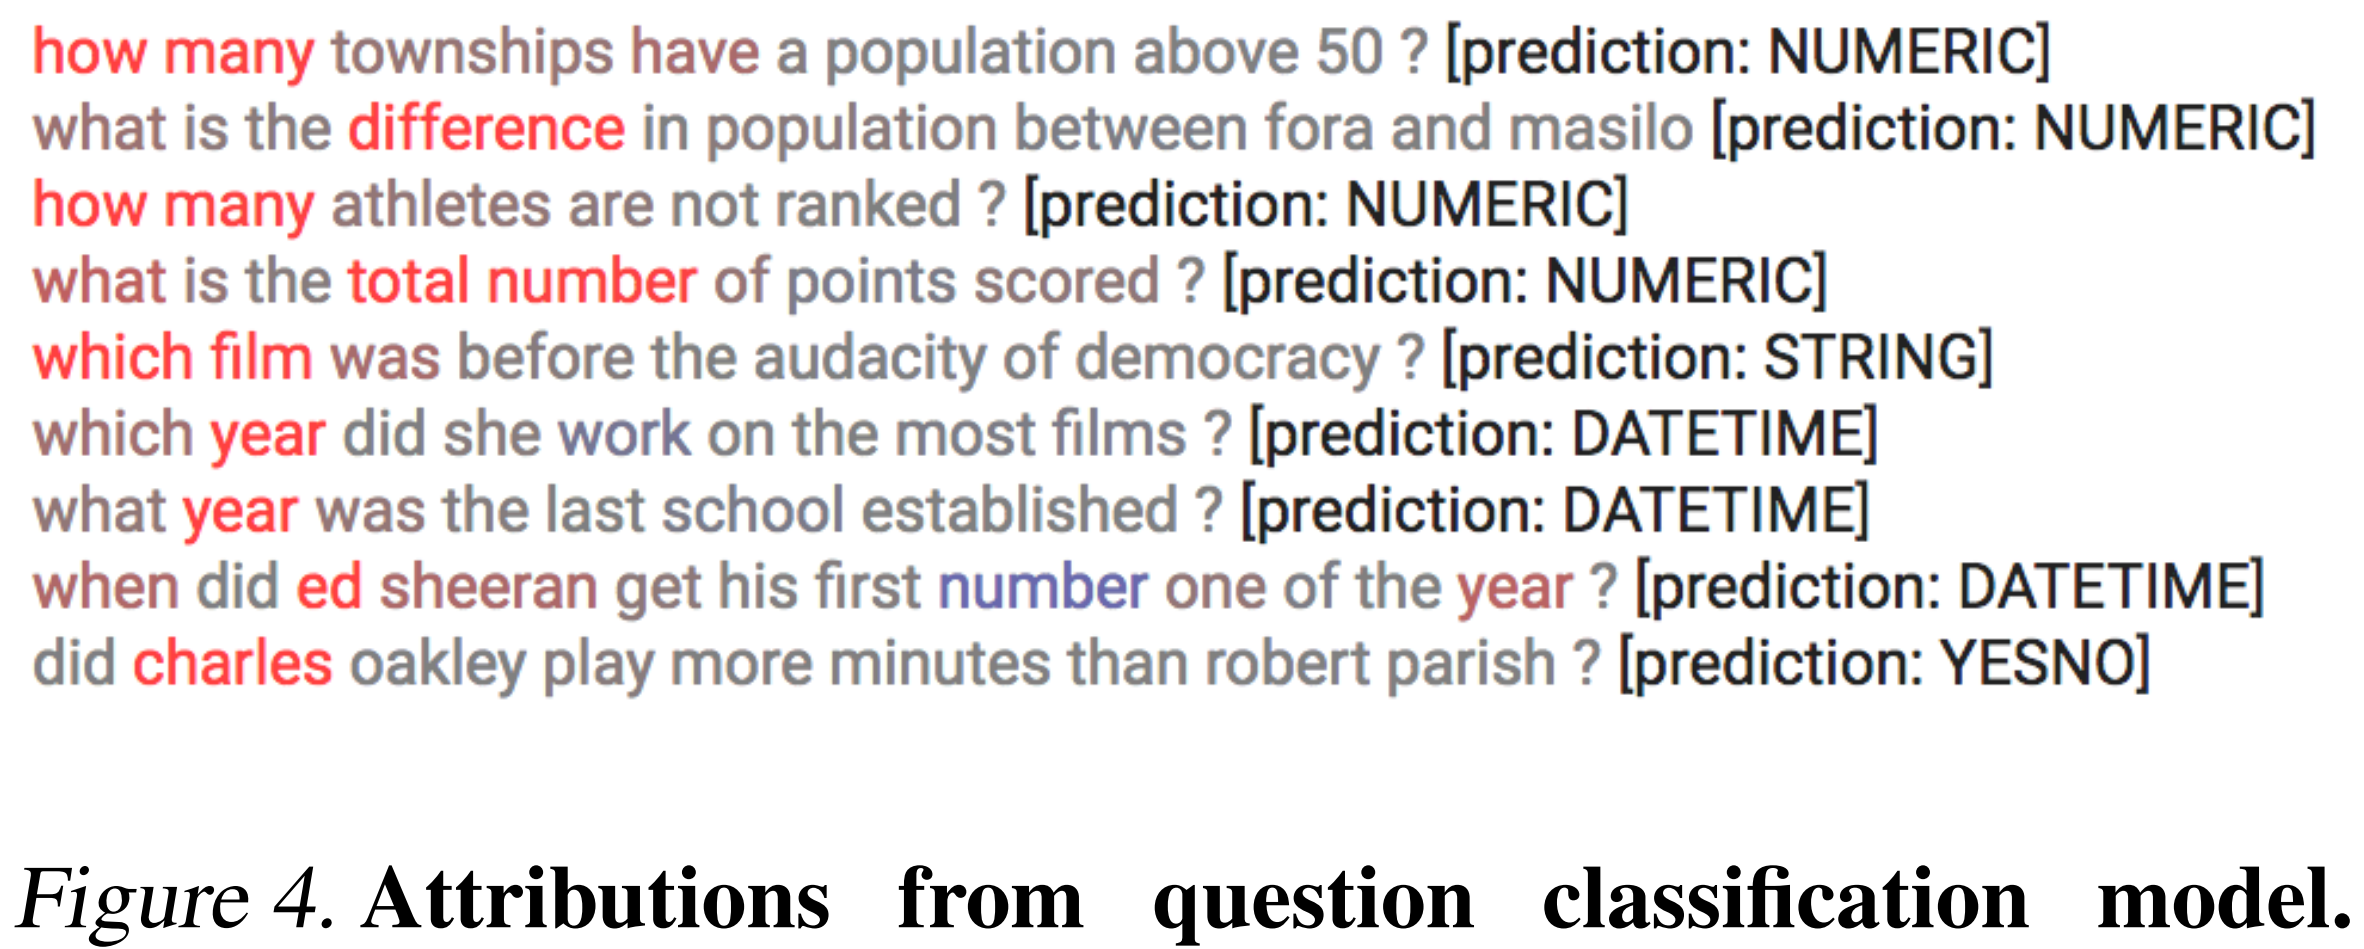 how many townships have a population above 50 ? [prediction: NUMERIC]
what is the difference in population between fora and masilo [prediction: NUMERIC]
how many athletes are not ranked ? [prediction: NUMERIC]
what is the total number of points scored ? [prediction: NUMERIC]
which film was before the audacity of democracy ? [prediction: STRING]
which year did she work on the most films ? [prediction: DATETIME]
what year was the last school established ? [prediction: DATETIME]
when did ed sheeran get his first number one of the year ? [prediction: DATETIME]
did charles oakley play more minutes than robert parish ? [prediction: YESNO]
Figure 4. Attributions from question classification model.